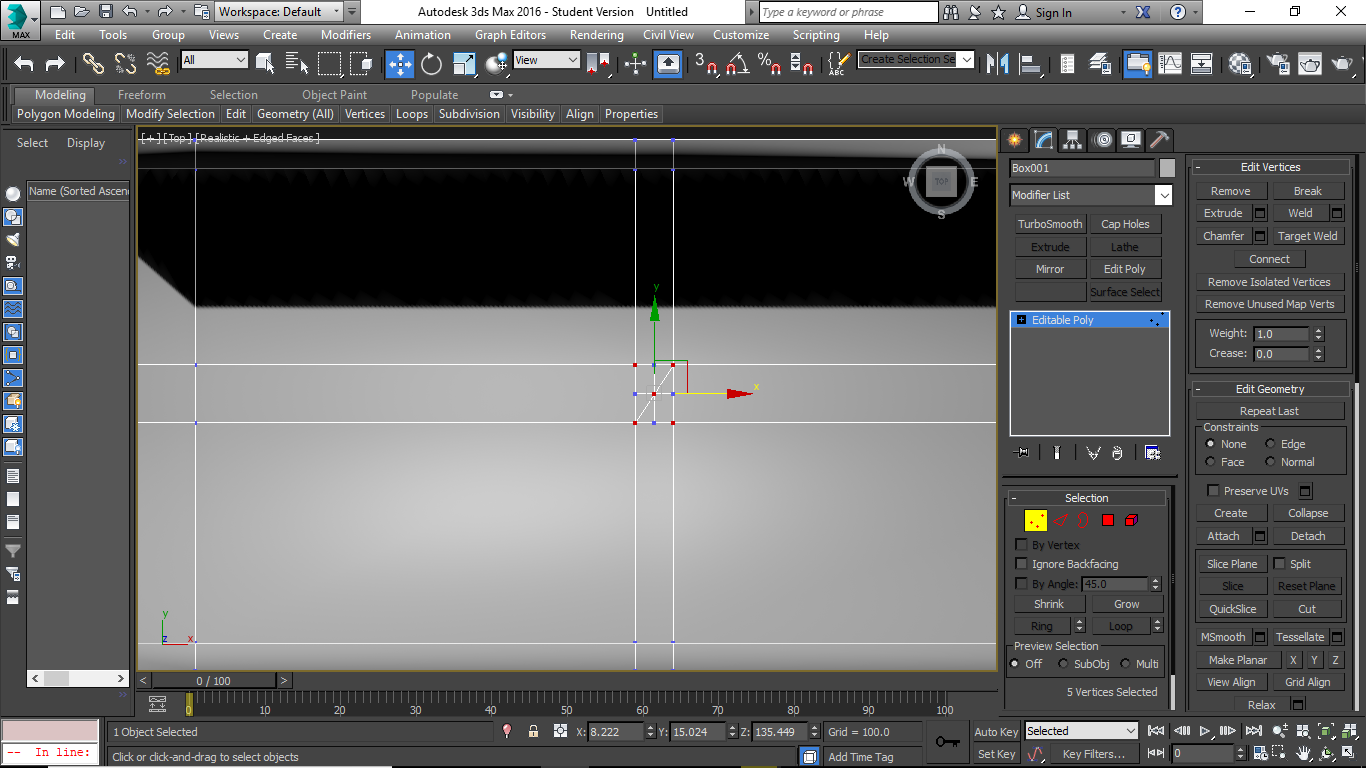 Workspace: Default
Autodesk 3ds Max 2016 - Student Version Untitled
Type a keyword or phrase
Sign In
MAX
Edit Tools Group Views Create Modifiers Animation Graph Editors Rendering Civil View Customize Scripting Help
All
View
3
ABC
Create Selection Se
Modeling Freeform Selection Object Paint Populate
Polygon Modeling Modify Selection Edit Geometry (All) Vertices Loops Subdivision Visibility Align Properties
Select Display
Name (Sorted Ascen
[+] [Top] [Realistic + Edged Faces]
N
W TOP E
S
y
x
y
z x
Box001
Modifier List
TurboSmooth Cap Holes
Extrude Lathe
Mirror Edit Poly
Surface Select
Editable Poly
Selection
By Vertex
Ignore Backfacing
By Angle: 45.0
Shrink Grow
Ring Loop
Preview Selection
Off SubObj Multi
5 Vertices Selected
Edit Vertices
Remove Break
Extrude Weld
Chamfer Target Weld
Connect
Remove Isolated Vertices
Remove Unused Map Verts
Weight: 1.0
Crease: 0.0
Edit Geometry
Repeat Last
Constraints
None Edge
Face Normal
Preserve UVs
Create Collapse
Attach Detach
Slice Plane Split
Slice Reset Plane
QuickSlice Cut
MSmooth Tessellate
Make Planar X Y Z
View Align Grid Align
Relax
0 / 100
0 10 20 30 40 50 60 70 80 90 100
-- In line:
1 Object Selected
X: 8.222 Y: 15.024 Z: 135.449 Grid = 100.0
Click or click-and-drag to select objects
Add Time Tag
Auto Key Selected
Set Key Key Filters...
0